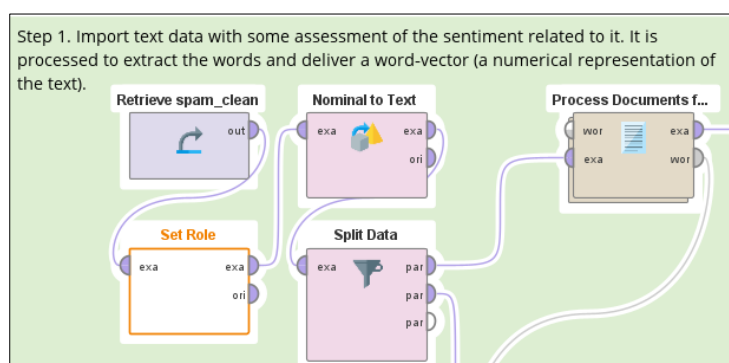 Step 1. Import text data with some assessment of the sentiment related to it. It is
processed to extract the words and deliver a word-vector (a numerical representation of
the text).
Retrieve spam_clean
out
Nominal to Text
exa
exa
ori
Process Documents f...
wor
exa
exa
wor
Set Role
exa
exa
ori
Split Data
exa
par
par
par